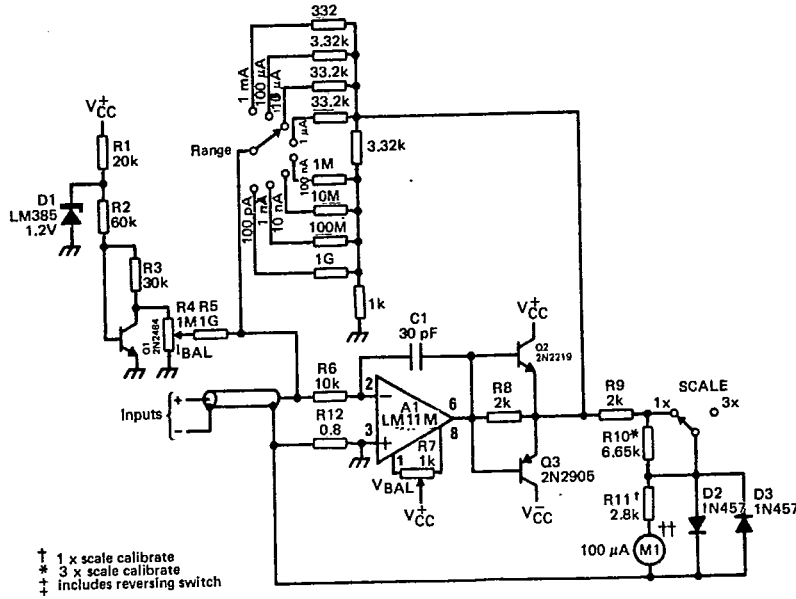 332
3.32k
33.2k
33.2k
3.32k
1 mA
100 µA
10 µA
1 µA
Range
100 nA
10 nA
1 nA
100 pA
1M
10M
100M
1G
1k
V+CC
R1
20k
D1
LM385
1.2V
R2
60k
R3
30k
Q1
2N2484
R4 R5
1M 1G
IBAL
C1
30 pF
V+CC
Q2
2N2219
R6
10k
2
A1
LM11M
6
8
R8
2k
R9
2k
SCALE
1x
3x
Inputs
+
−
R12
0.8
3
−
+
R7
1k
1
VBAL
V+CC
Q3
2N2905
V−CC
R10*
6.65k
R11†
2.8k
D2
1N457
D3
1N457
††
100 µA
M1
† 1 x scale calibrate
* 3 x scale calibrate
‡ includes reversing switch